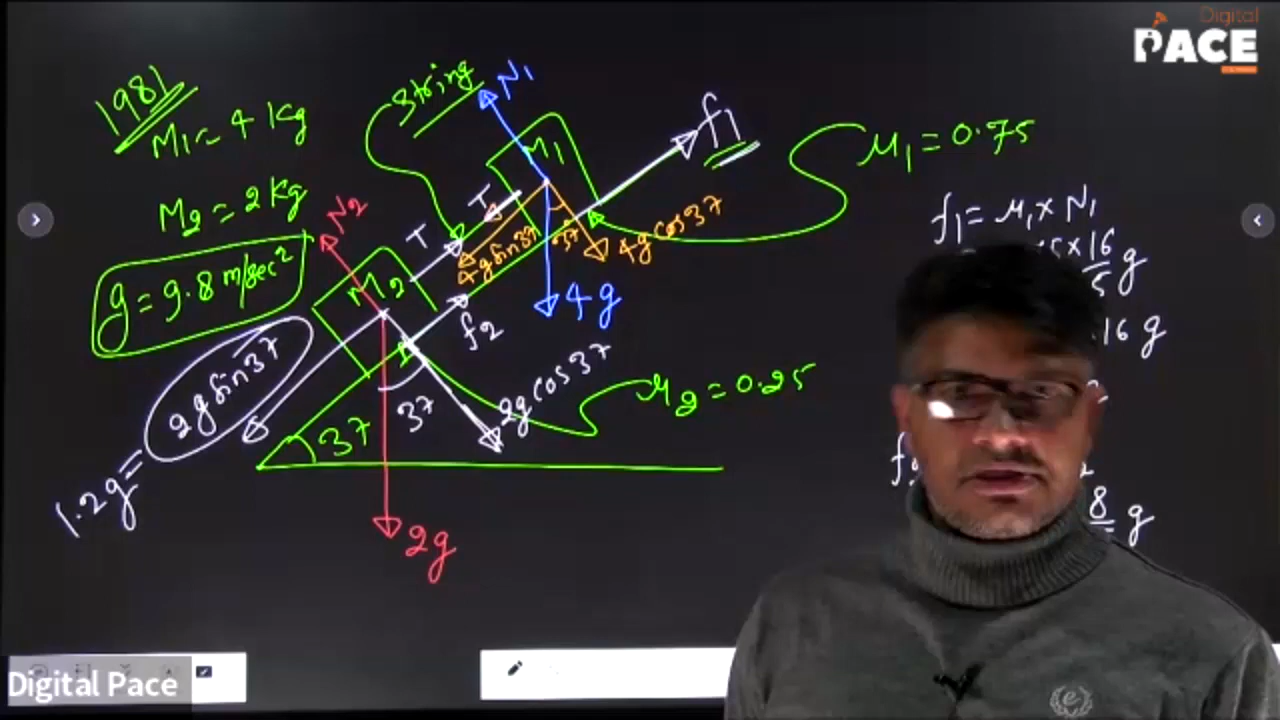 Digital
PACE
1981
M1 = 4 Kg
M2 = 2 Kg
g = 9.8 m/sec²
String
N1
M1
f1
μ1 = 0.75
T
T
4g sin37
37
4g cos37
4g
N2
M2
f2
2g sin37
1.2g =
37
37
2g cos37
μ2 = 0.25
2g
f1 = μ1 × N1
5 × 16/5 g
.16 g
8
g
Digital Pace